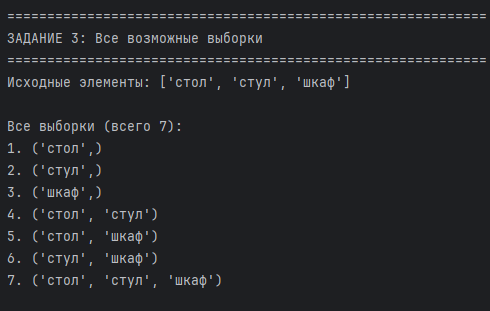 ============================================================
ЗАДАНИЕ 3: Все возможные выборки
============================================================
Исходные элементы: ['стол', 'стул', 'шкаф']

Все выборки (всего 7):
1. ('стол',)
2. ('стул',)
3. ('шкаф',)
4. ('стол', 'стул')
5. ('стол', 'шкаф')
6. ('стул', 'шкаф')
7. ('стол', 'стул', 'шкаф')